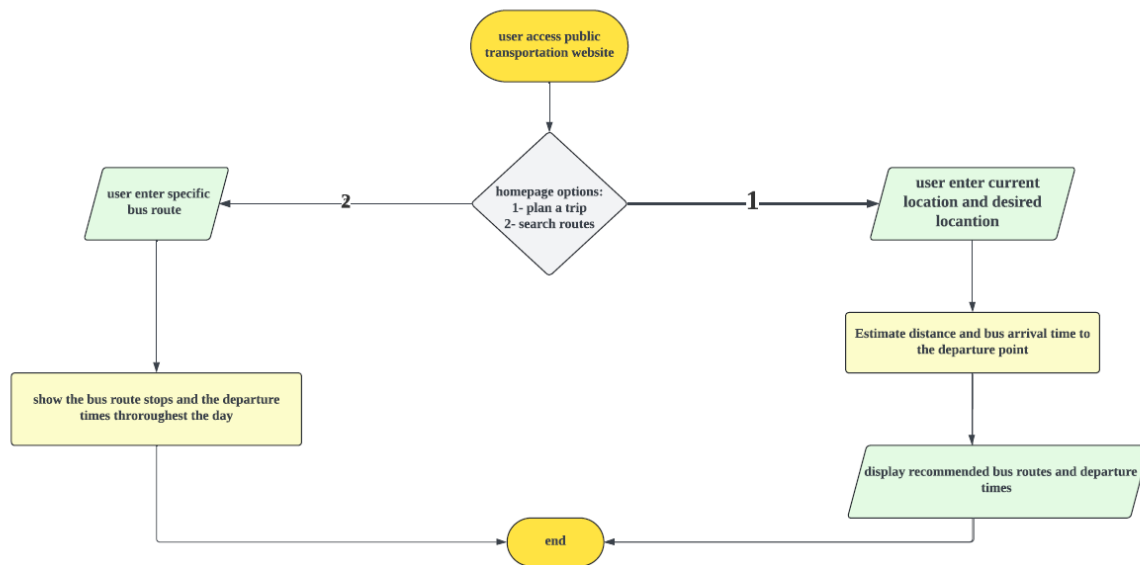 user access public
transportation website
homepage options:
1- plan a trip
2- search routes
2
1
user enter specific
bus route
user enter current
location and desired
locantion
Estimate distance and bus arrival time to
the departure point
show the bus route stops and the departure
times throroughest the day
display recommended bus routes and departure
times
end